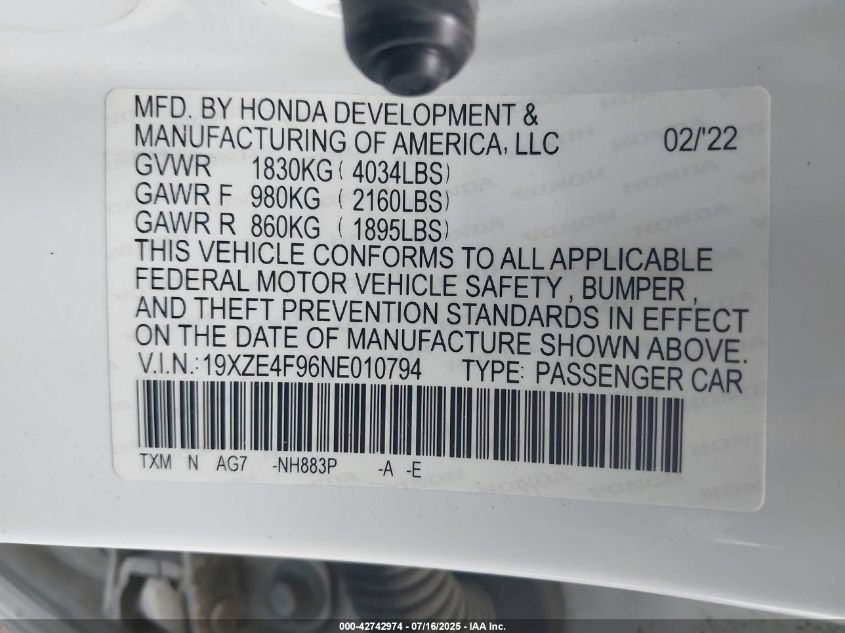 MFD. BY HONDA DEVELOPMENT &
MANUFACTURING OF AMERICA, LLC 02/'22
GVWR 1830KG ( 4034LBS)
GAWR F 980KG ( 2160LBS)
GAWR R 860KG ( 1895LBS)
THIS VEHICLE CONFORMS TO ALL APPLICABLE
FEDERAL MOTOR VEHICLE SAFETY , BUMPER ,
AND THEFT PREVENTION STANDARDS IN EFFECT
ON THE DATE OF MANUFACTURE SHOWN ABOVE.
V.I.N.: 19XZE4F96NE010794 TYPE: PASSENGER CAR
TXM N AG7 -NH883P -A -E
000-42742974 / 07/16/2025 - IAA Inc.